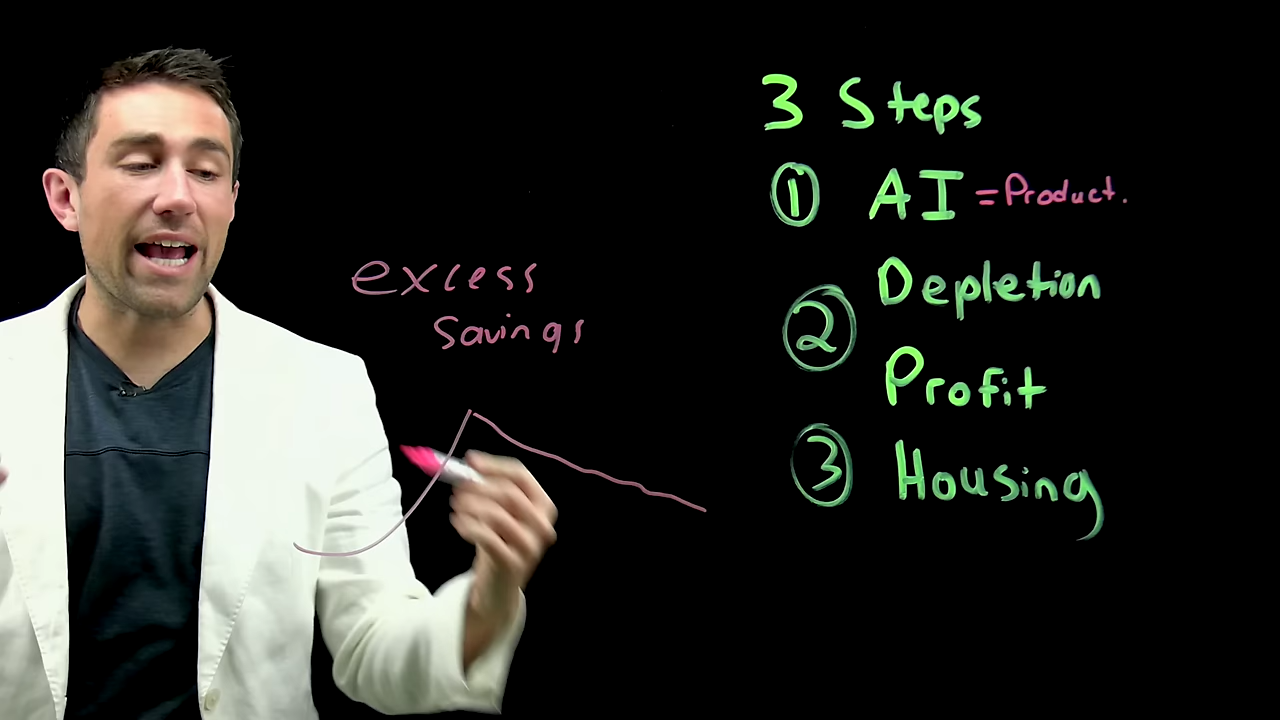 3 Steps
① AI = Product.
② Depletion
Profit
③ Housing
excess
savings